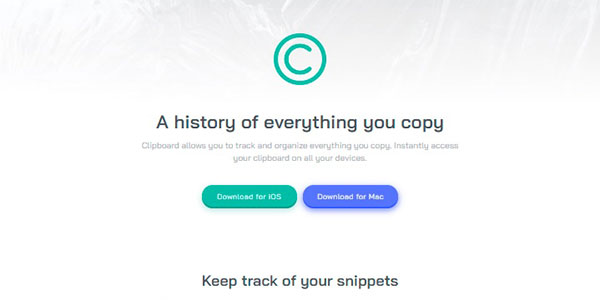 A history of everything you copy
Clipboard allows you to track and organize everything you copy. Instantly access
your clipboard on all your devices.
Download for iOS
Download for Mac
Keep track of your snippets